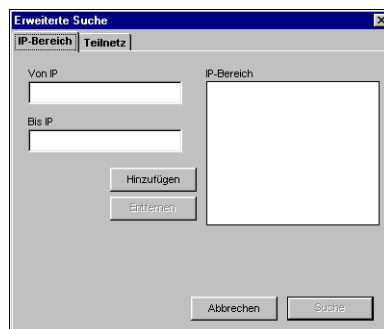 Erweiterte Suche
IP-Bereich Teilnetz
Von IP
IP-Bereich
Bis IP
Hinzufügen
Entfernen
Abbrechen Suche